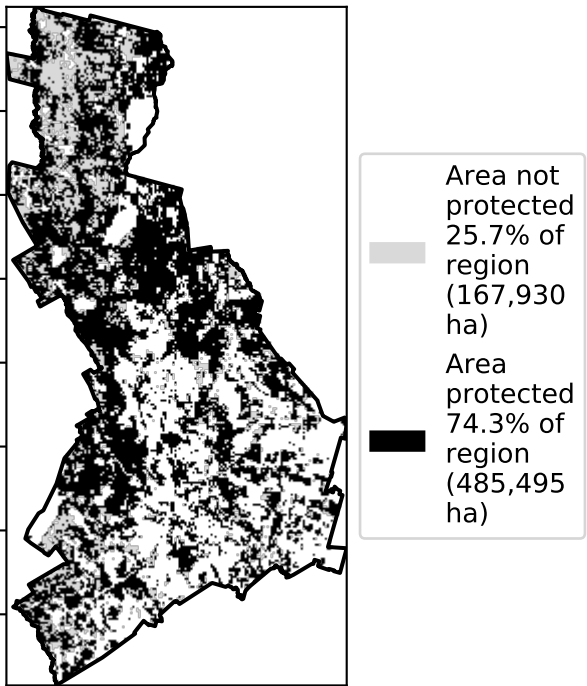 Area not
protected
25.7% of
region
(167,930
ha)
Area
protected
74.3% of
region
(485,495
ha)